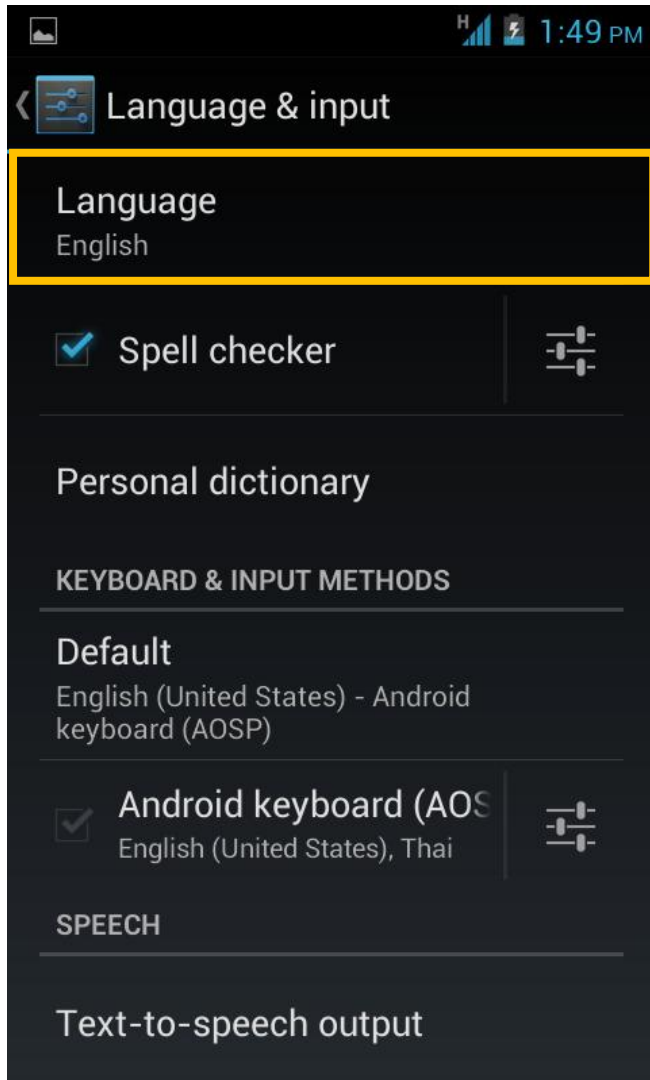 H 1:49 PM
Language & input
Language
English
Spell checker
Personal dictionary
KEYBOARD & INPUT METHODS
Default
English (United States) - Android
keyboard (AOSP)
Android keyboard (AOS
English (United States), Thai
SPEECH
Text-to-speech output